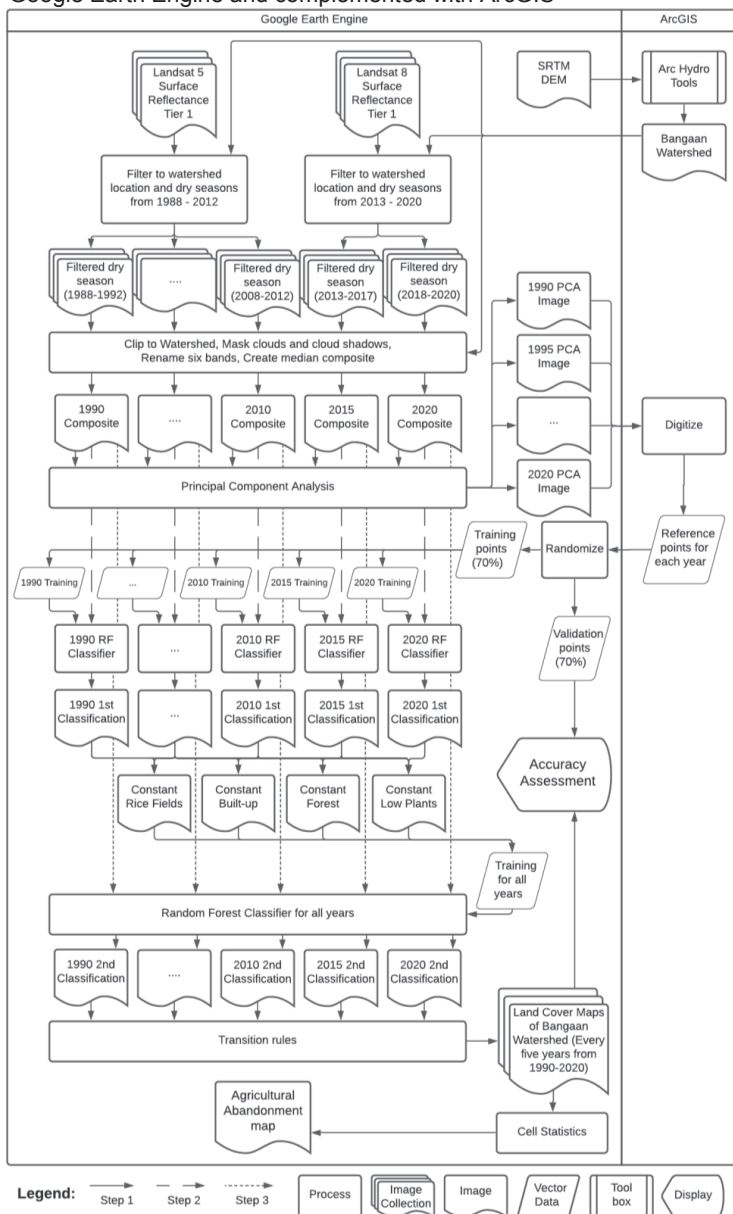 Google Earth Engine and complemented with ArcGIS
Google Earth Engine
ArcGIS
Landsat 5
Surface
Reflectance
Tier 1
Landsat 8
Surface
Reflectance
Tier 1
SRTM
DEM
Arc Hydro
Tools
Bangaan
Watershed
Filter to watershed
location and dry seasons
from 1988 - 2012
Filter to watershed
location and dry seasons
from 2013 - 2020
Filtered dry
season
(1988-1992)
....
Filtered dry
season
(2008-2012)
Filtered dry
season
(2013-2017)
Filtered dry
season
(2018-2020)
Clip to Watershed, Mask clouds and cloud shadows,
Rename six bands, Create median composite
1990 PCA
Image
1995 PCA
Image
...
2020 PCA
Image
1990
Composite
....
2010
Composite
2015
Composite
2020
Composite
Digitize
Principal Component Analysis
Reference
points for
each year
Randomize
Training
points
(70%)
1990 Training
...
2010 Training
2015 Training
2020 Training
Validation
points
(70%)
1990 RF
Classifier
...
2010 RF
Classifier
2015 RF
Classifier
2020 RF
Classifier
1990 1st
Classification
...
2010 1st
Classification
2015 1st
Classification
2020 1st
Classification
Accuracy
Assessment
Constant
Rice Fields
Constant
Built-up
Constant
Forest
Constant
Low Plants
Training
for all
years
Random Forest Classifier for all years
1990 2nd
Classification
....
2010 2nd
Classification
2015 2nd
Classification
2020 2nd
Classification
Transition rules
Land Cover Maps
of Bangaan
Watershed (Every
five years from
1990-2020)
Agricultural
Abandonment
map
Cell Statistics
Legend:
Step 1
Step 2
Step 3
Process
Image
Collection
Image
Vector
Data
Tool
box
Display